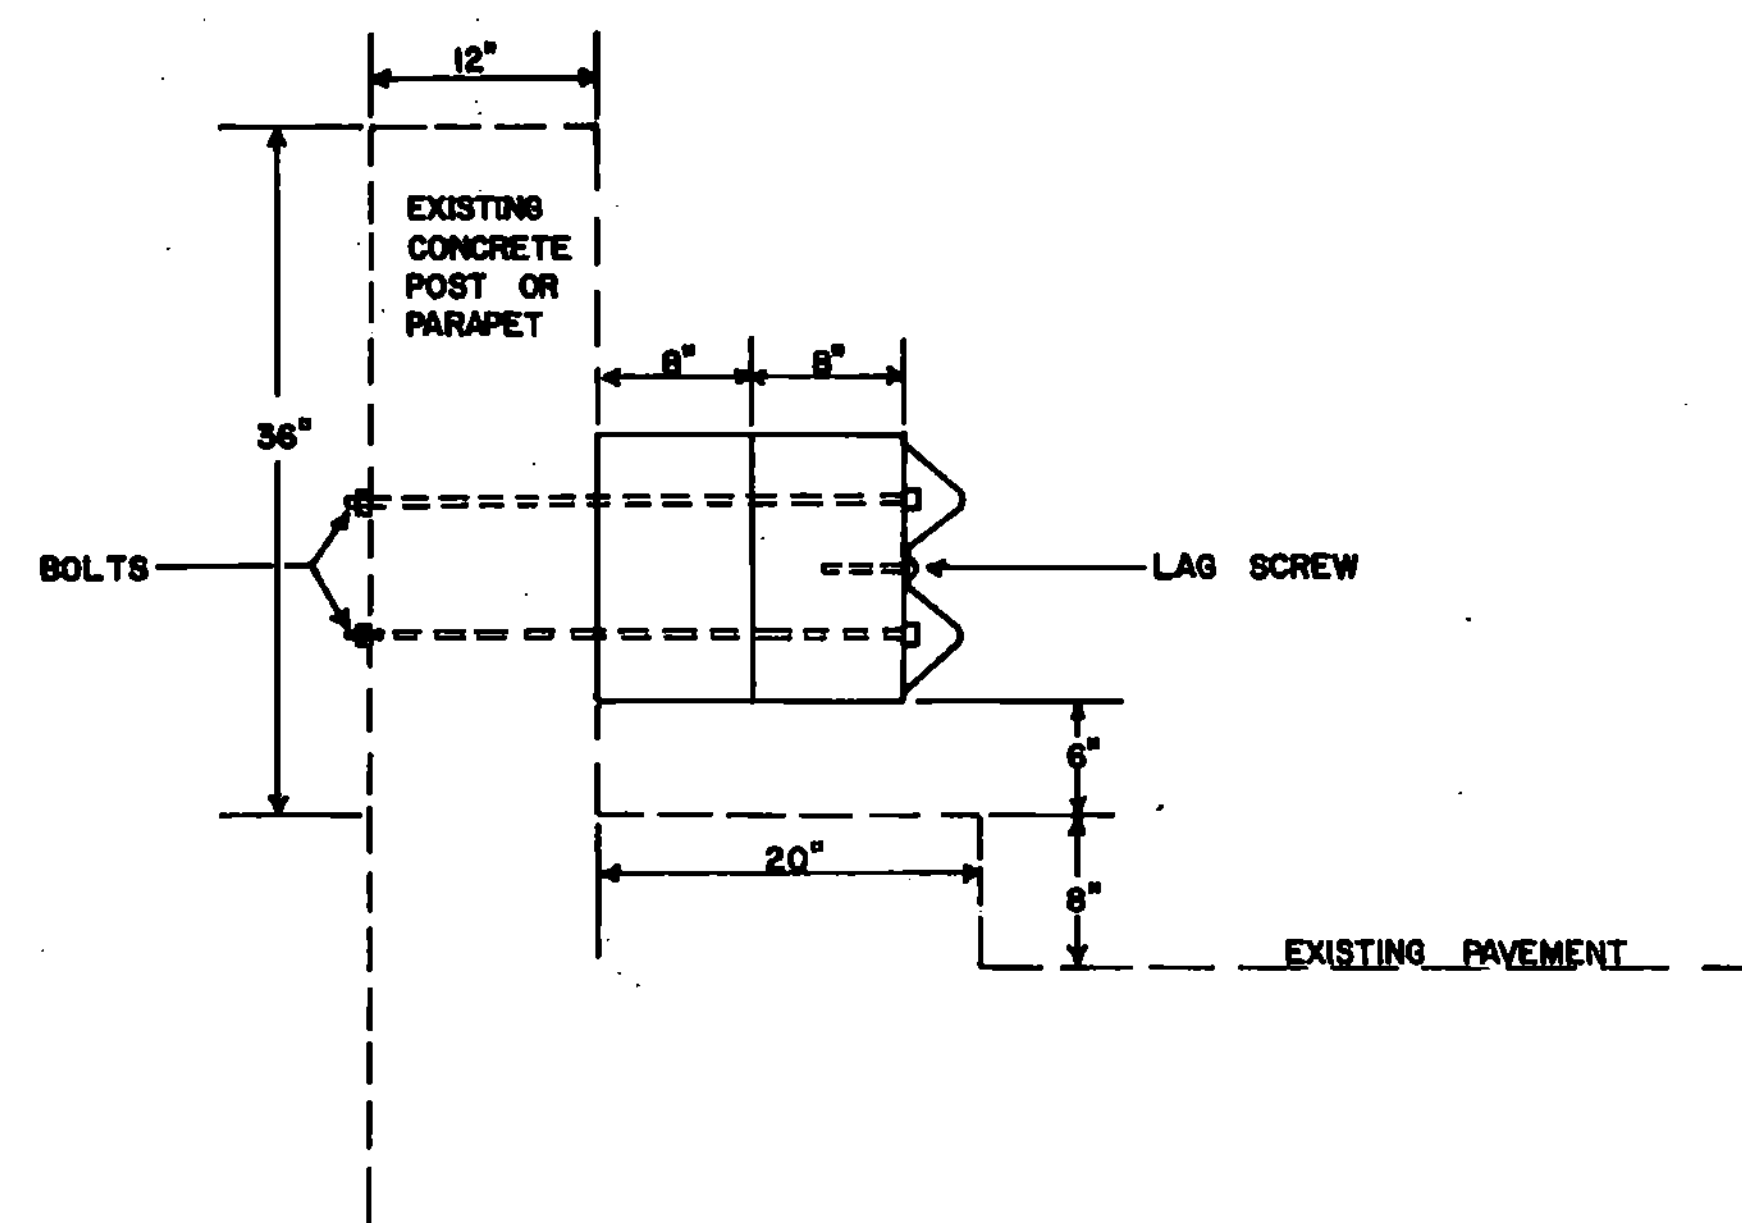 12"
EXISTING
CONCRETE
POST OR
PARAPET
8" 8"
36"
BOLTS
LAG SCREW
6"
20"
8"
EXISTING PAVEMENT